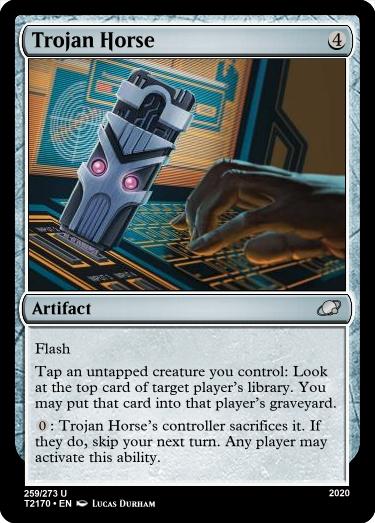 Trojan Horse 4
Artifact
Flash
Tap an untapped creature you control: Look
at the top card of target player's library. You
may put that card into that player's graveyard.
0: Trojan Horse's controller sacrifices it. If
they do, skip your next turn. Any player may
activate this ability.
259/273 U 2020
T2170 • EN Lucas Durham